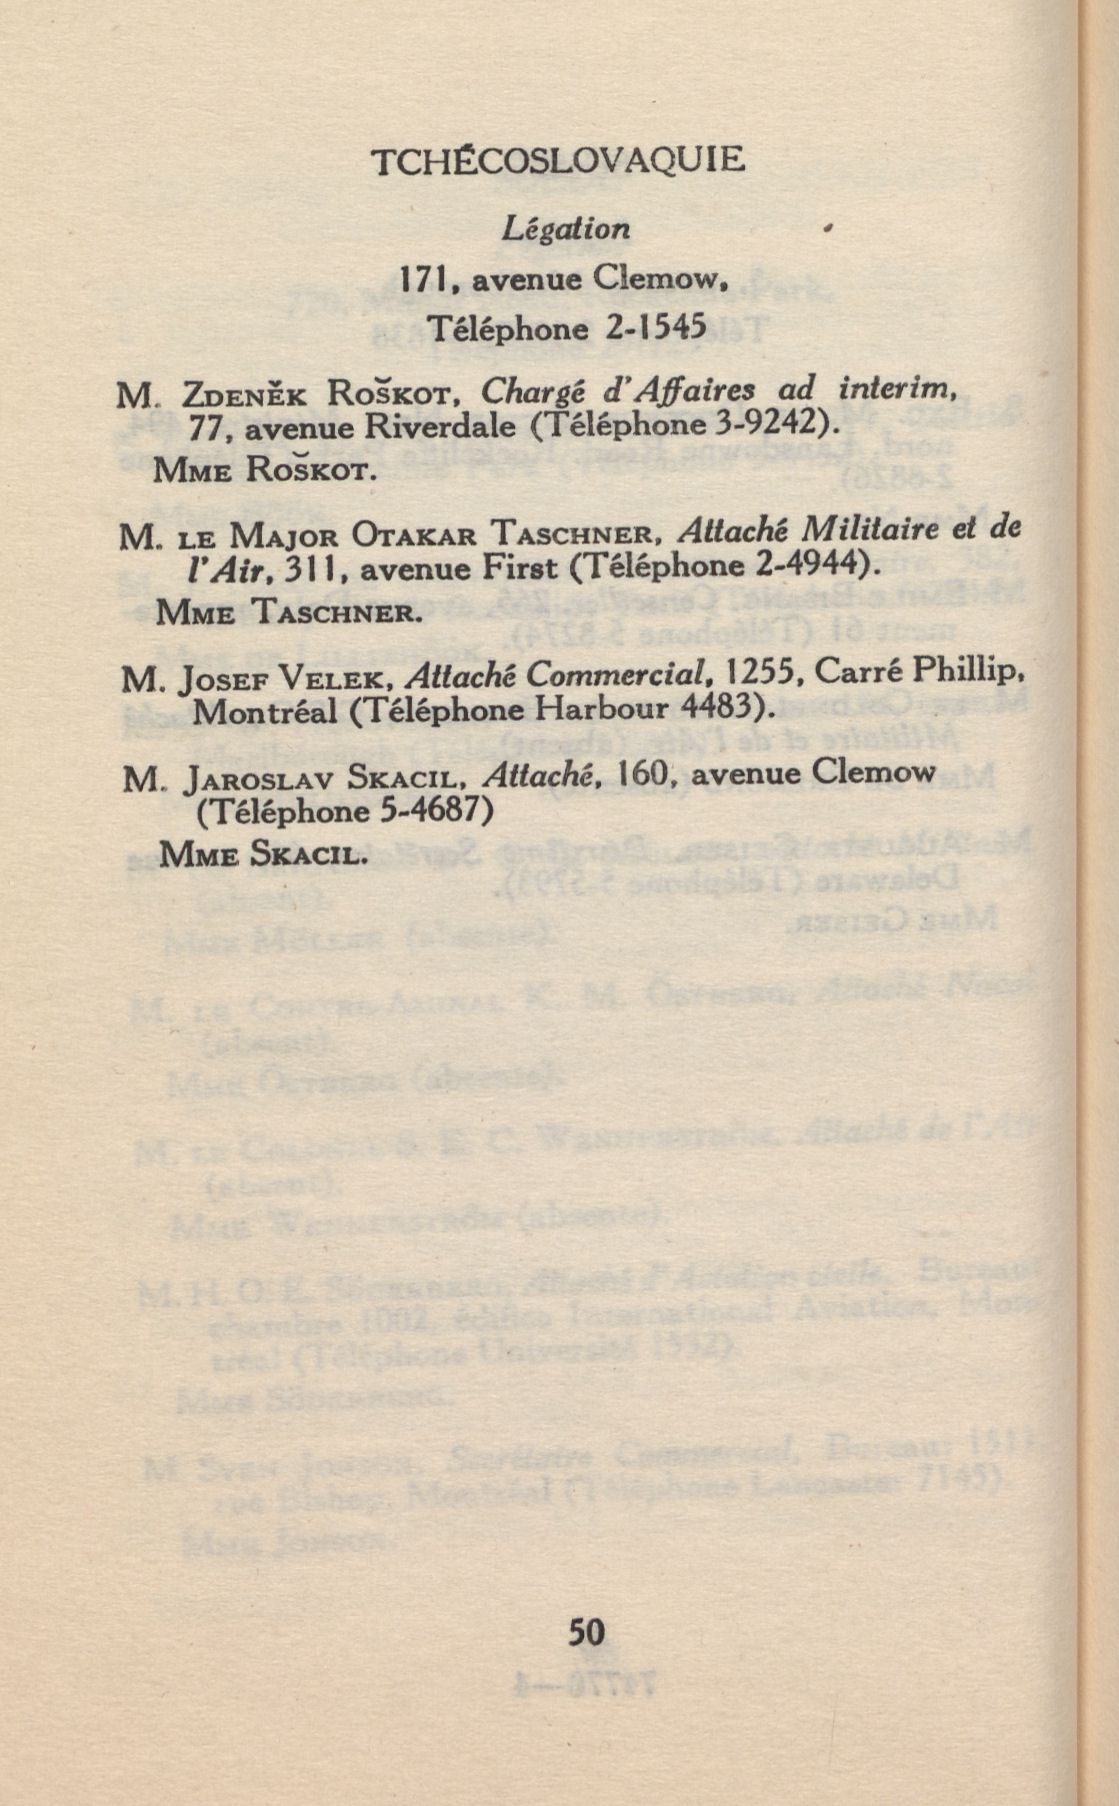 TCHÉCOSLOVAQUIE
Légation
171, avenue Clemow,
Téléphone 2-1545
M. ZDENĚK ROŠKOT, Chargé d'Affaires ad interim,
77, avenue Riverdale (Téléphone 3-9242).
MME ROŠKOT.
M. LE MAJOR OTAKAR TASCHNER, Attaché Militaire et de
l'Air, 311, avenue First (Téléphone 2-4944).
MME TASCHNER.
M. JOSEF VELEK, Attaché Commercial, 1255, Carré Phillip,
Montréal (Téléphone Harbour 4483).
M. JAROSLAV SKACIL, Attaché, 160, avenue Clemow
(Téléphone 5-4687)
MME SKACIL.
50